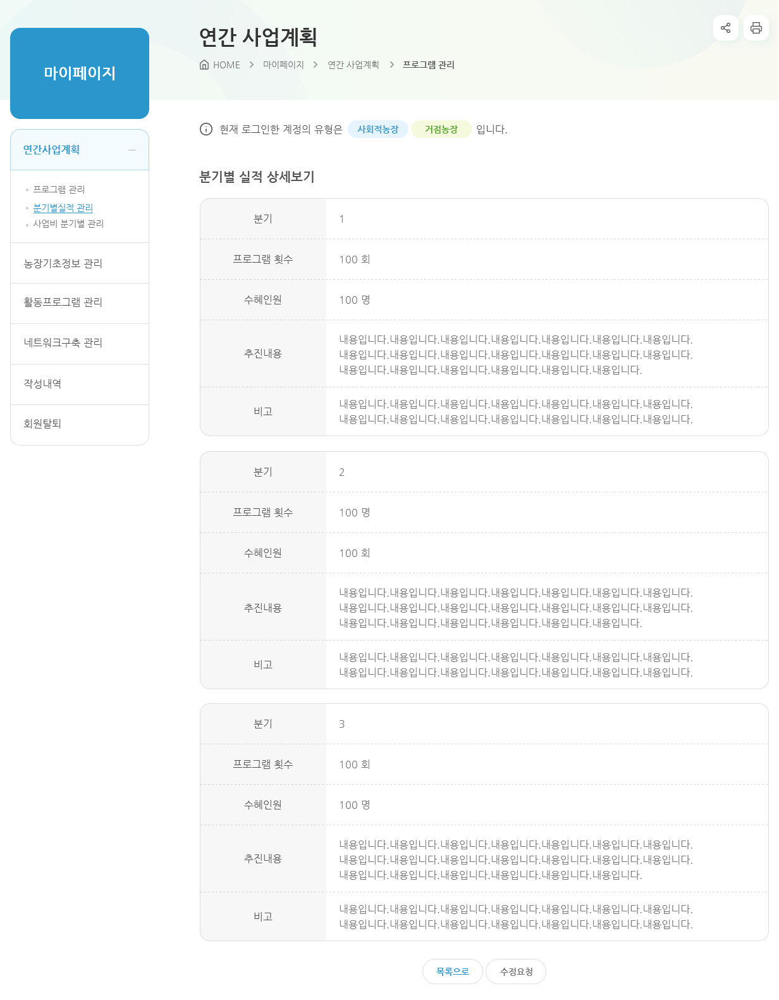 마이페이지
연간사업계획
프로그램 관리
분기별실적 관리
사업비 분기별 관리
농장기초정보 관리
활동프로그램 관리
네트워크구축 관리
작성내역
회원탈퇴
연간 사업계획
HOME > 마이페이지 > 연간 사업계획 > 프로그램 관리
현재 로그인한 계정의 유형은 사회적농장 거점농장 입니다.
분기별 실적 상세보기
분기 1
프로그램 횟수 100 회
수혜인원 100 명
추진내용
내용입니다.내용입니다.내용입니다.내용입니다.내용입니다.내용입니다.내용입니다.
내용입니다.내용입니다.내용입니다.내용입니다.내용입니다.내용입니다.내용입니다.
내용입니다.내용입니다.내용입니다.내용입니다.내용입니다.내용입니다.
비고
내용입니다.내용입니다.내용입니다.내용입니다.내용입니다.내용입니다.내용입니다.
내용입니다.내용입니다.내용입니다.내용입니다.내용입니다.내용입니다.내용입니다.
분기 2
프로그램 횟수 100 명
수혜인원 100 회
추진내용
내용입니다.내용입니다.내용입니다.내용입니다.내용입니다.내용입니다.내용입니다.
내용입니다.내용입니다.내용입니다.내용입니다.내용입니다.내용입니다.내용입니다.
내용입니다.내용입니다.내용입니다.내용입니다.내용입니다.내용입니다.
비고
내용입니다.내용입니다.내용입니다.내용입니다.내용입니다.내용입니다.내용입니다.
내용입니다.내용입니다.내용입니다.내용입니다.내용입니다.내용입니다.내용입니다.
분기 3
프로그램 횟수 100 회
수혜인원 100 명
추진내용
내용입니다.내용입니다.내용입니다.내용입니다.내용입니다.내용입니다.내용입니다.
내용입니다.내용입니다.내용입니다.내용입니다.내용입니다.내용입니다.내용입니다.
내용입니다.내용입니다.내용입니다.내용입니다.내용입니다.내용입니다.
비고
내용입니다.내용입니다.내용입니다.내용입니다.내용입니다.내용입니다.내용입니다.
내용입니다.내용입니다.내용입니다.내용입니다.내용입니다.내용입니다.내용입니다.
목록으로 수정요청